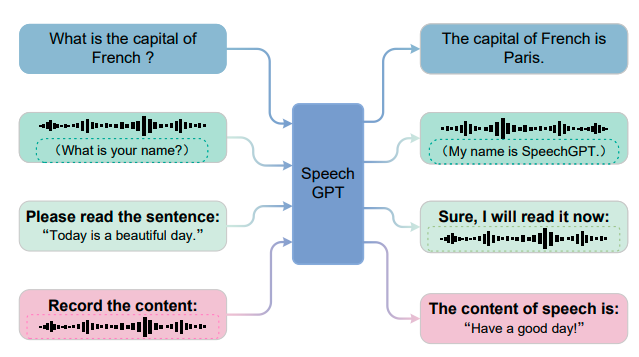 What is the capital of
French ?
The capital of French is
Paris.
（What is your name?）
(My name is SpeechGPT.）
Speech
GPT
Please read the sentence:
“Today is a beautiful day.”
Sure, I will read it now:
Record the content:
The content of speech is:
“Have a good day!”